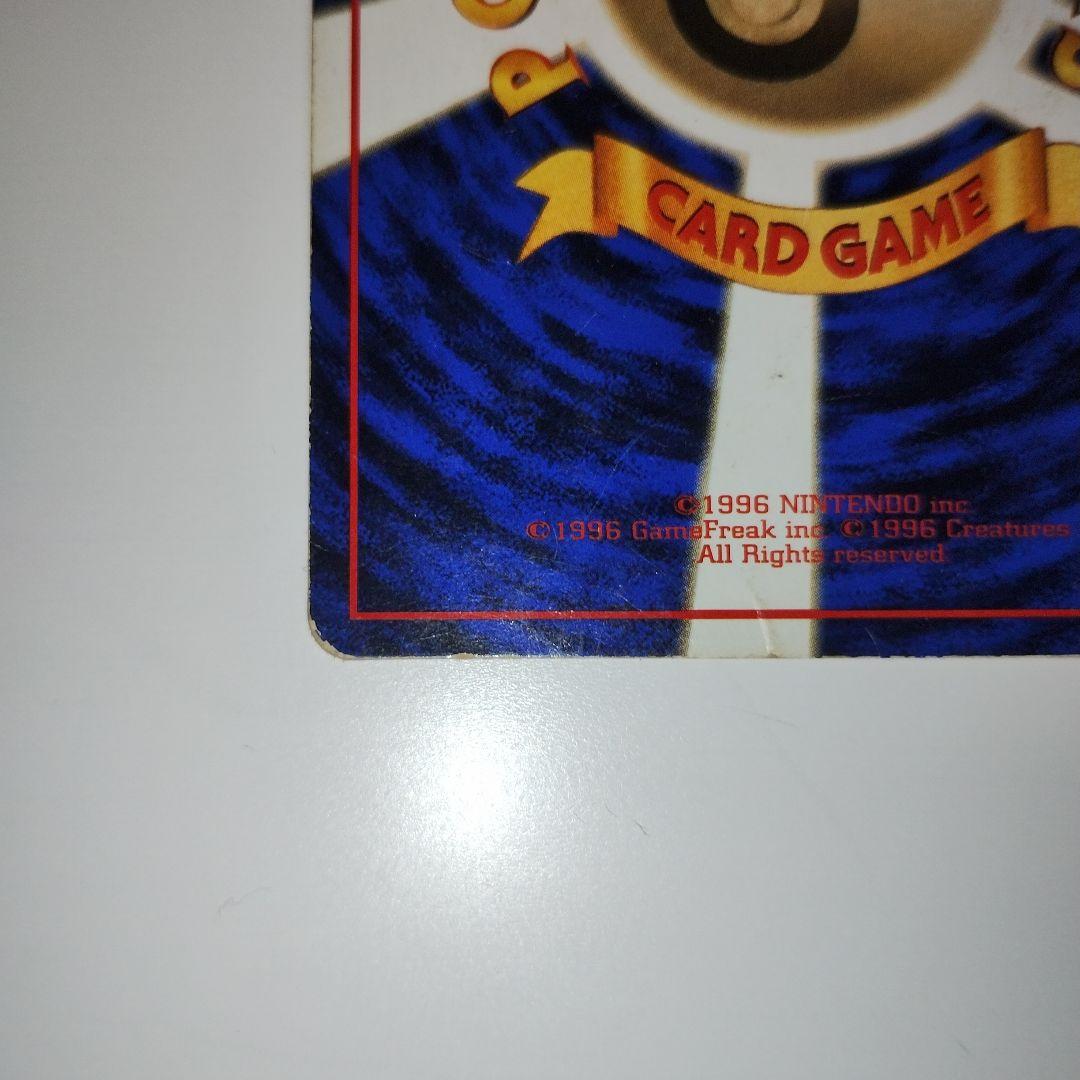 P
CARD GAME
©1996 NINTENDO inc.
©1996 GameFreak inc. ©1996 Creatures
All Rights reserved.